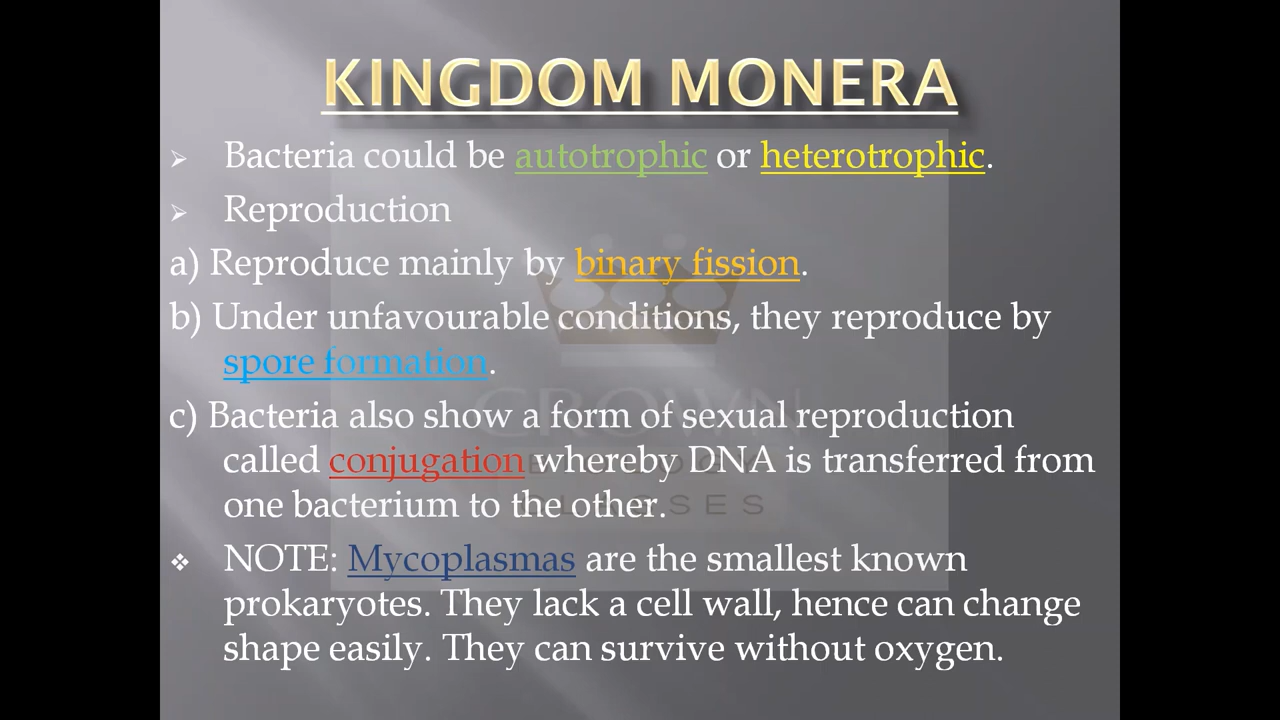 KINGDOM MONERA
➢ Bacteria could be autotrophic or heterotrophic.
➢ Reproduction
a) Reproduce mainly by binary fission.
b) Under unfavourable conditions, they reproduce by
spore formation.
c) Bacteria also show a form of sexual reproduction
called conjugation whereby DNA is transferred from
one bacterium to the other.
❖ NOTE: Mycoplasmas are the smallest known
prokaryotes. They lack a cell wall, hence can change
shape easily. They can survive without oxygen.
CROWN
CLASSES